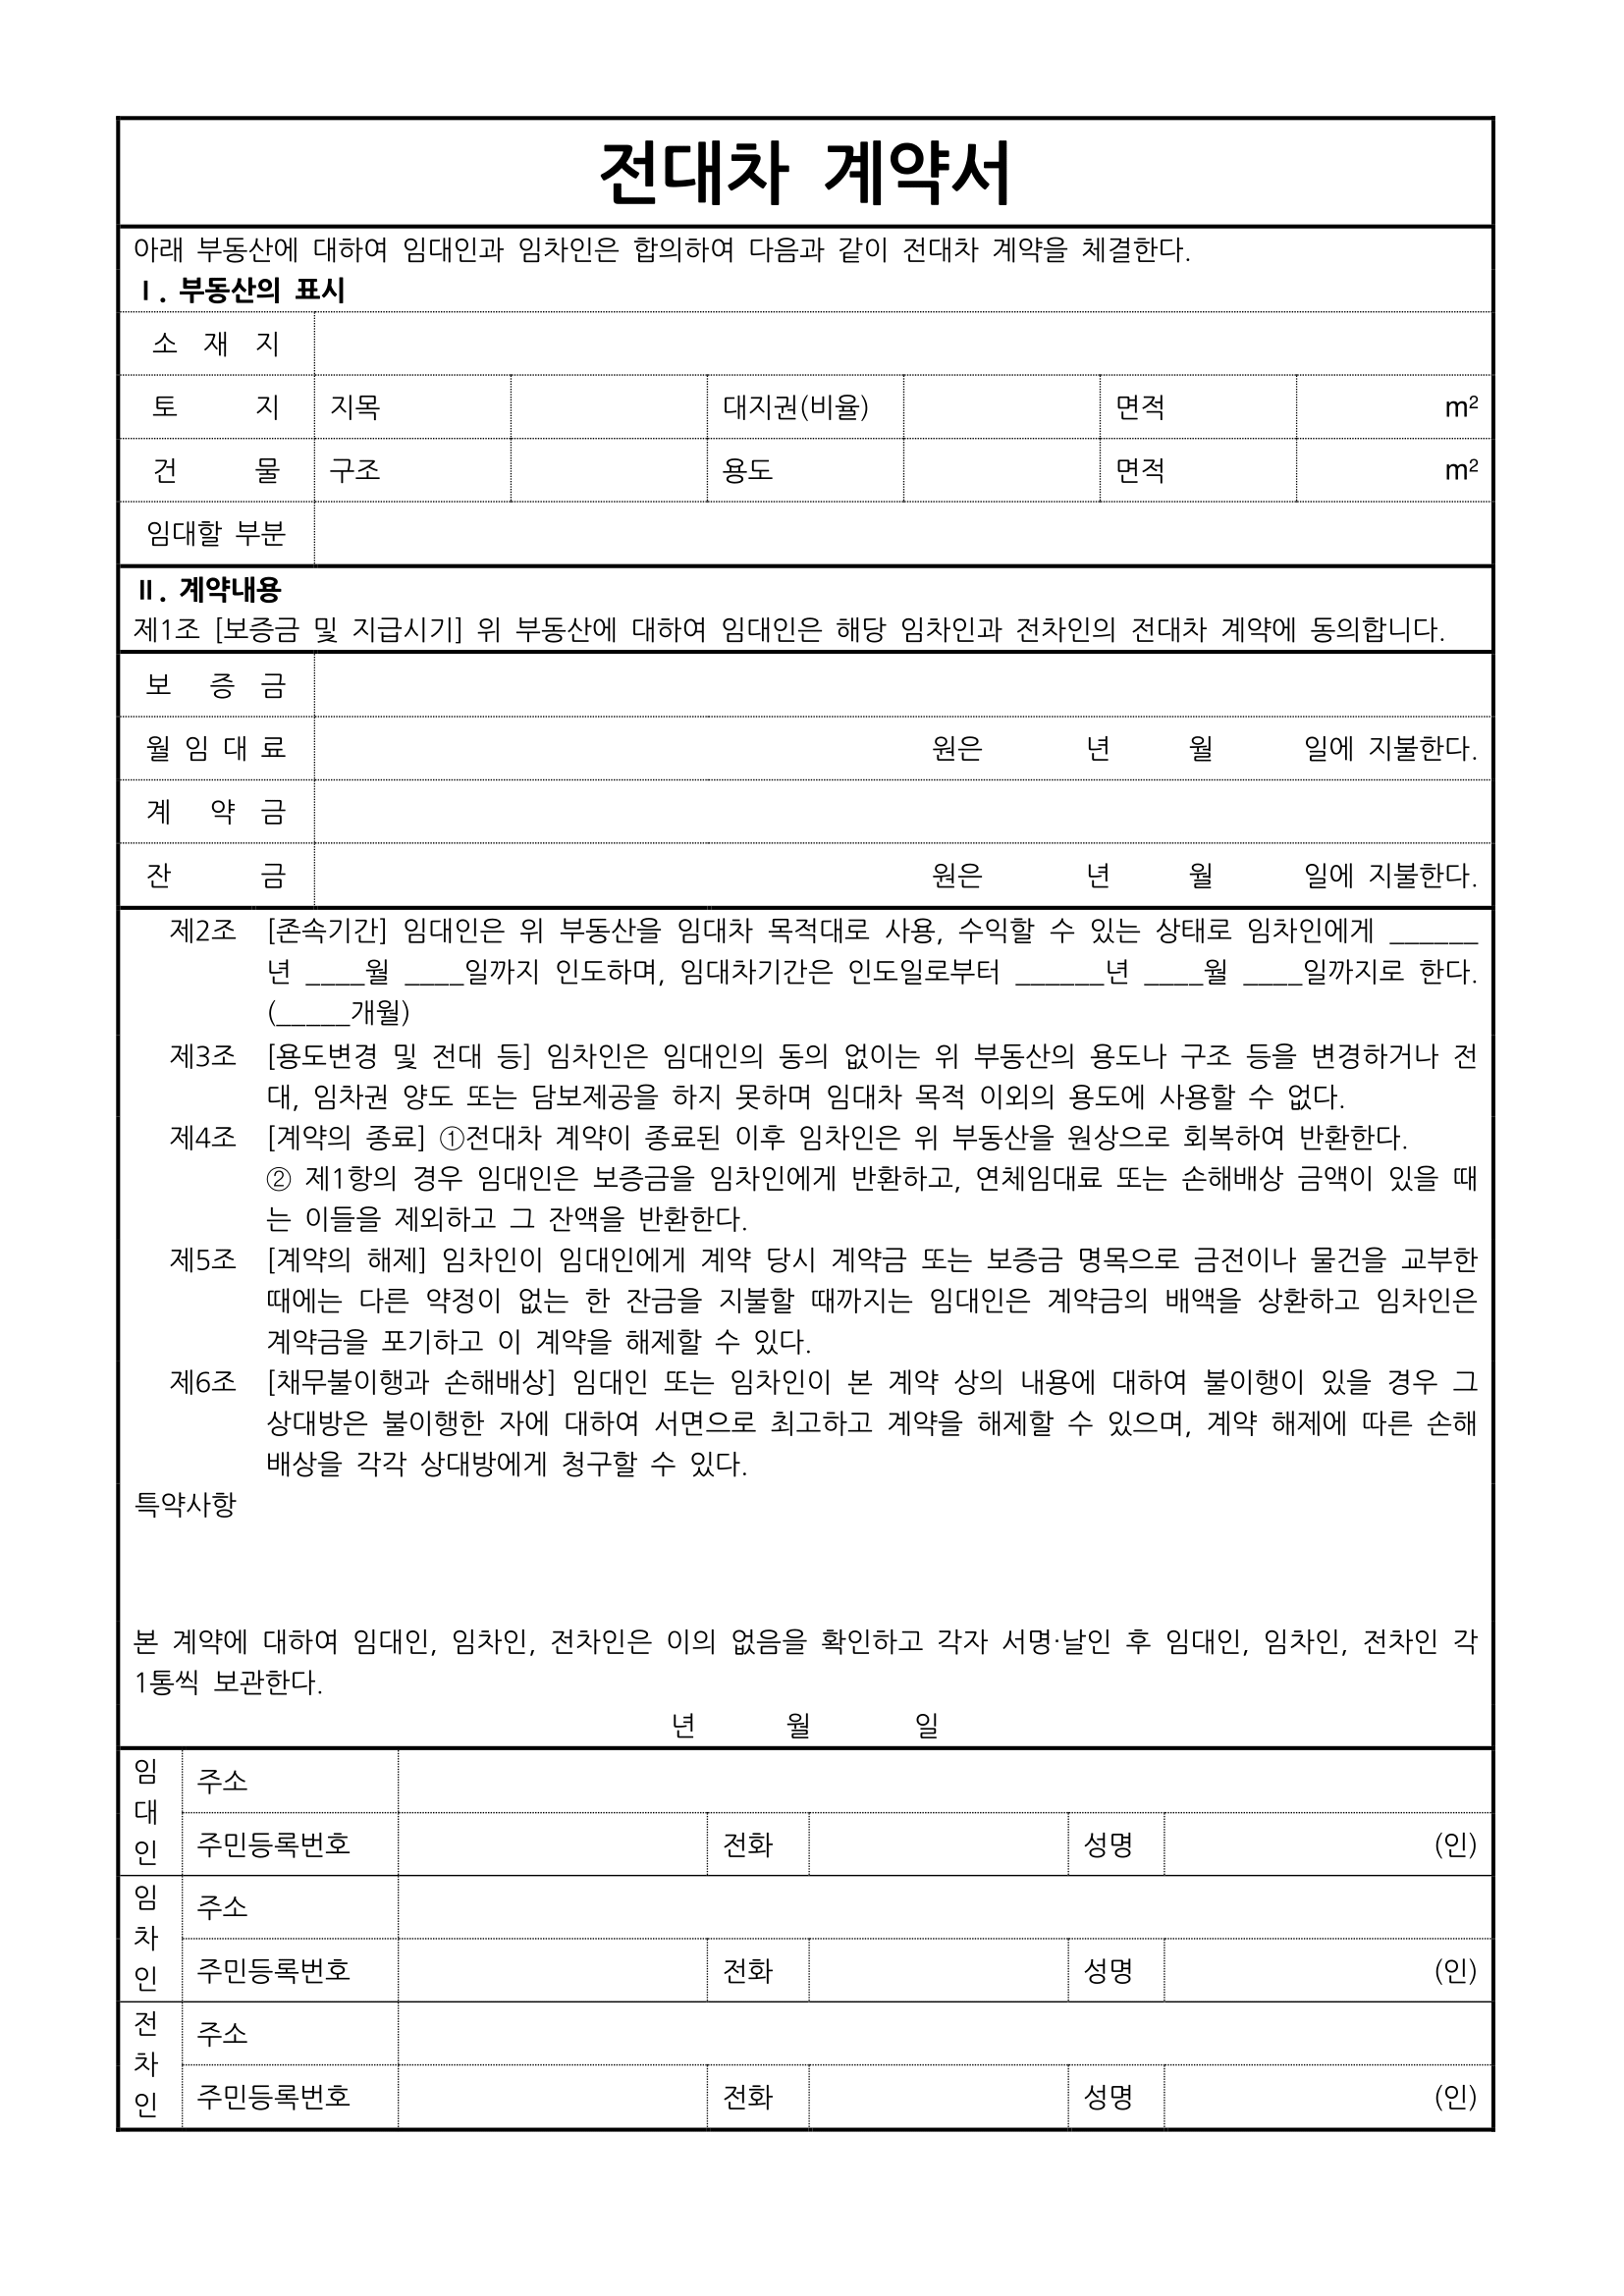 전대차 계약서
아래 부동산에 대하여 임대인과 임차인은 합의하여 다음과 같이 전대차 계약을 체결한다.
Ⅰ. 부동산의 표시
소 재 지
토 지 지목 대지권(비율) 면적 m²
건 물 구조 용도 면적 m²
임대할 부분
Ⅱ. 계약내용
제1조 [보증금 및 지급시기] 위 부동산에 대하여 임대인은 해당 임차인과 전차인의 전대차 계약에 동의합니다.
보 증 금
월 임 대 료 원은 년 월 일에 지불한다.
계 약 금
잔 금 원은 년 월 일에 지불한다.
제2조 [존속기간] 임대인은 위 부동산을 임대차 목적대로 사용, 수익할 수 있는 상태로 임차인에게 ______
년 ____월 ____일까지 인도하며, 임대차기간은 인도일로부터 ______년 ____월 ____일까지로 한다.
(_____개월)
제3조 [용도변경 및 전대 등] 임차인은 임대인의 동의 없이는 위 부동산의 용도나 구조 등을 변경하거나 전
대, 임차권 양도 또는 담보제공을 하지 못하며 임대차 목적 이외의 용도에 사용할 수 없다.
제4조 [계약의 종료] ①전대차 계약이 종료된 이후 임차인은 위 부동산을 원상으로 회복하여 반환한다.
② 제1항의 경우 임대인은 보증금을 임차인에게 반환하고, 연체임대료 또는 손해배상 금액이 있을 때
는 이들을 제외하고 그 잔액을 반환한다.
제5조 [계약의 해제] 임차인이 임대인에게 계약 당시 계약금 또는 보증금 명목으로 금전이나 물건을 교부한
때에는 다른 약정이 없는 한 잔금을 지불할 때까지는 임대인은 계약금의 배액을 상환하고 임차인은
계약금을 포기하고 이 계약을 해제할 수 있다.
제6조 [채무불이행과 손해배상] 임대인 또는 임차인이 본 계약 상의 내용에 대하여 불이행이 있을 경우 그
상대방은 불이행한 자에 대하여 서면으로 최고하고 계약을 해제할 수 있으며, 계약 해제에 따른 손해
배상을 각각 상대방에게 청구할 수 있다.
특약사항
본 계약에 대하여 임대인, 임차인, 전차인은 이의 없음을 확인하고 각자 서명·날인 후 임대인, 임차인, 전차인 각
1통씩 보관한다.
년 월 일
임대인
주소
주민등록번호 전화 성명 (인)
임차인
주소
주민등록번호 전화 성명 (인)
전차인
주소
주민등록번호 전화 성명 (인)